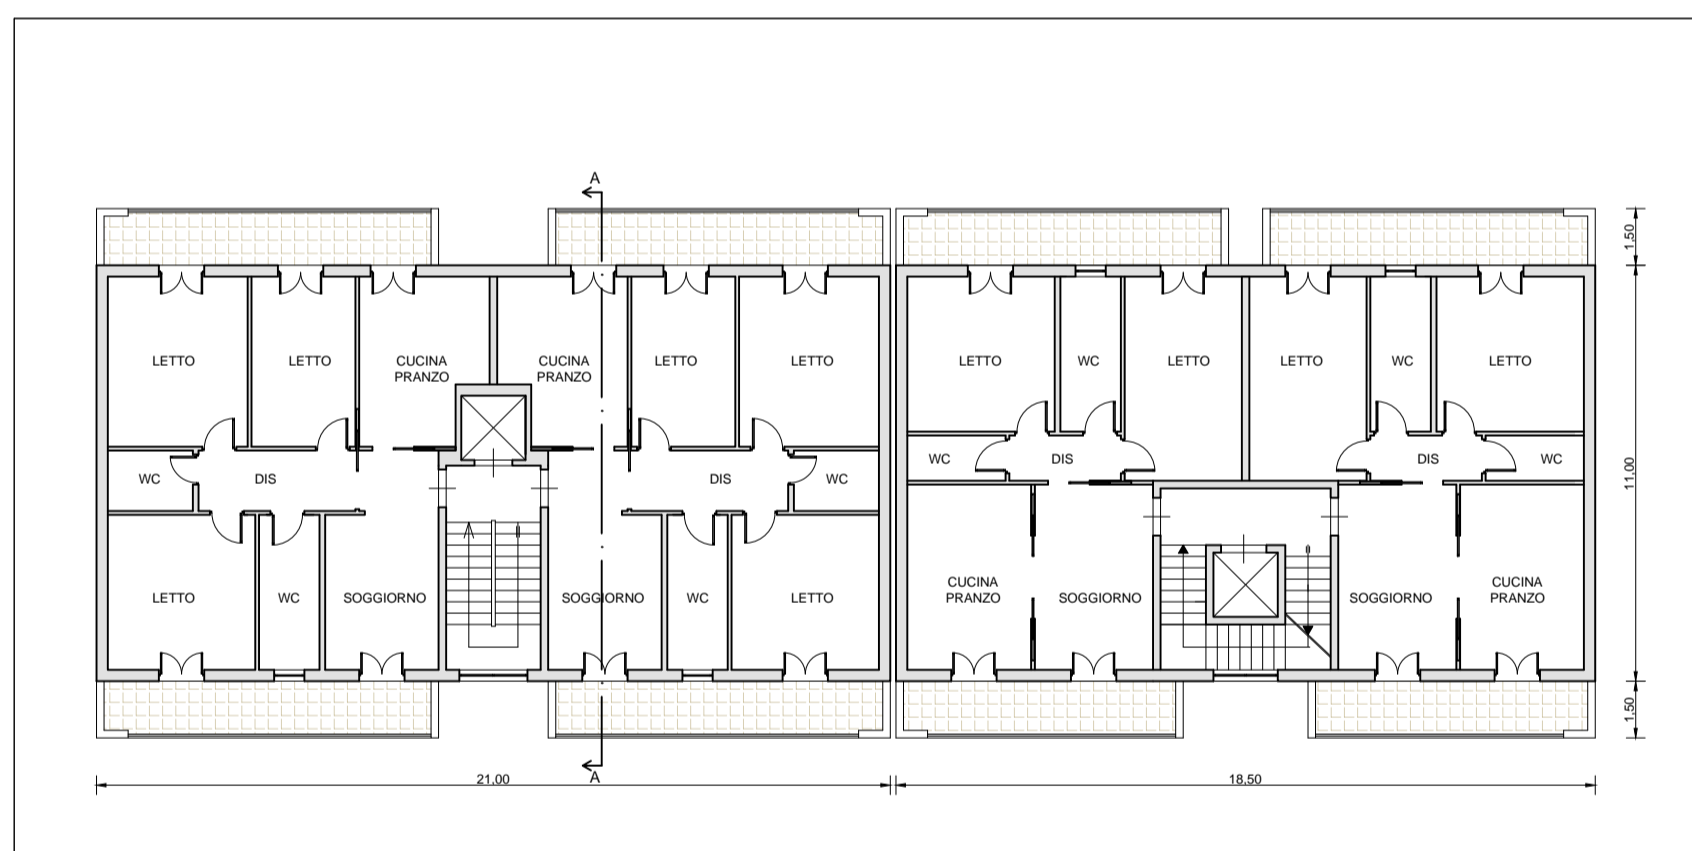 A
1,50
LETTO
LETTO
CUCINA
PRANZO
CUCINA
PRANZO
LETTO
LETTO
LETTO
WC
LETTO
LETTO
WC
LETTO
WC
DIS
DIS
WC
WC
DIS
DIS
WC
11,00
LETTO
WC
SOGGIORNO
SOGGIORNO
WC
LETTO
CUCINA
PRANZO
SOGGIORNO
SOGGIORNO
CUCINA
PRANZO
1,50
A
21,00
18,50